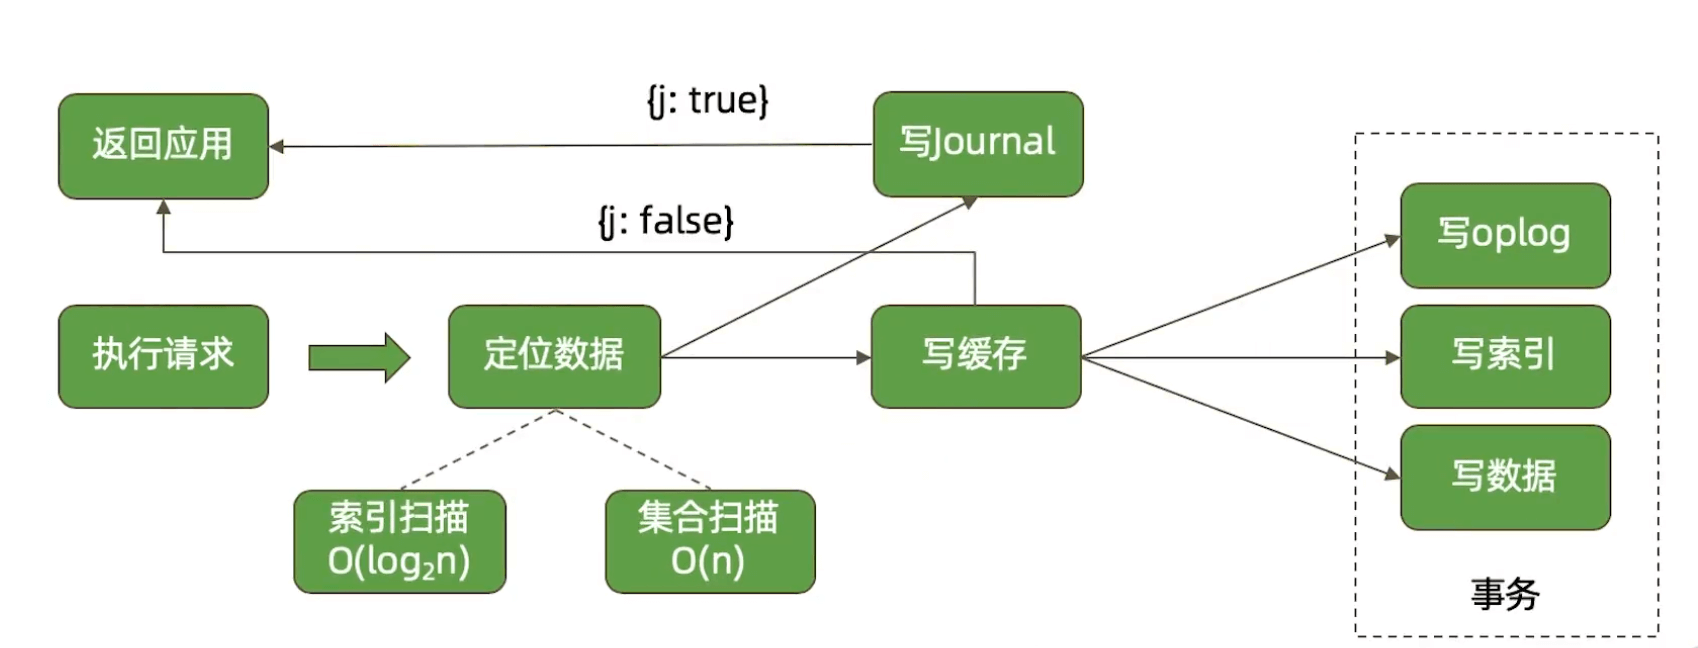 {j: true}
返回应用
写Journal
{j: false}
写oplog
执行请求
定位数据
写缓存
写索引
写数据
索引扫描
O(log₂n)
集合扫描
O(n)
事务